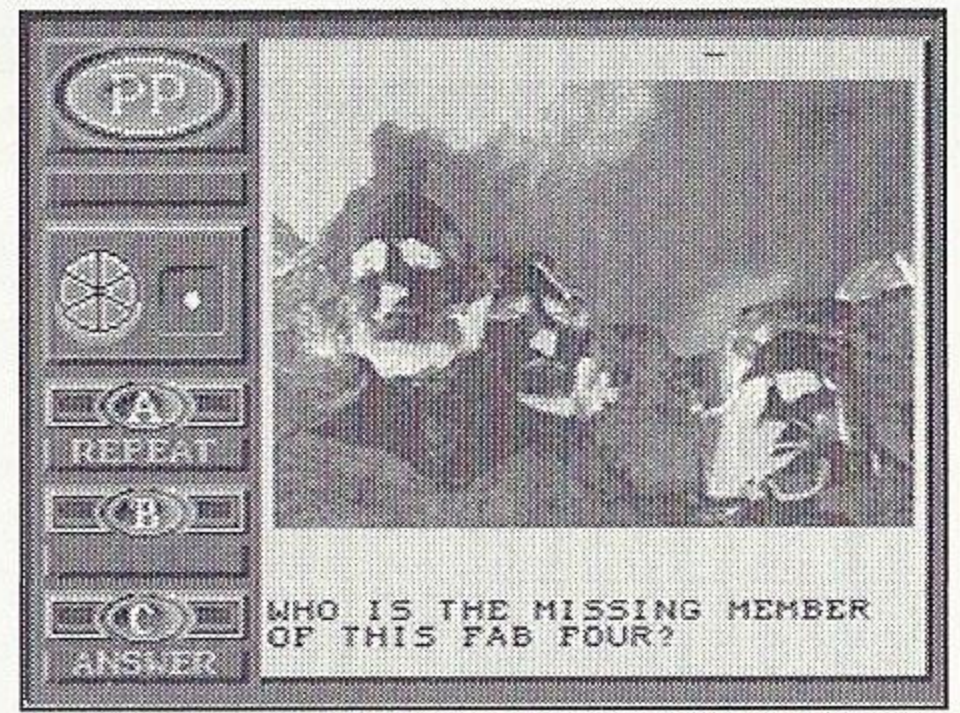 PP
A
REPEAT
B
C
ANSWER
WHO IS THE MISSING MEMBER
OF THIS FAB FOUR?